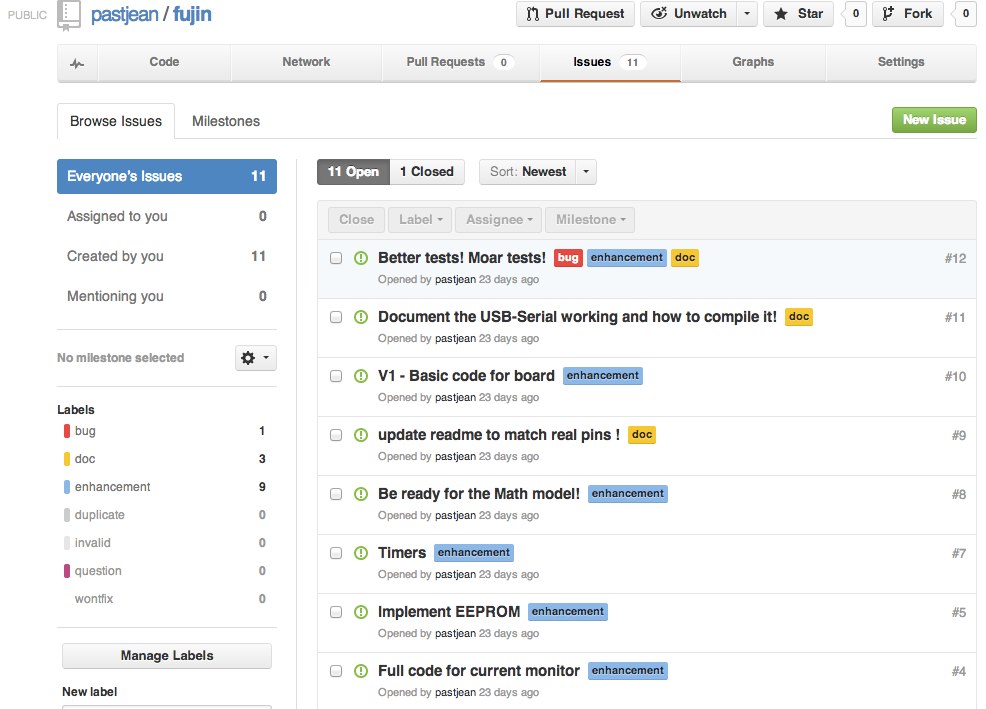 PUBLIC pastjean / fujin Pull Request Unwatch Star 0 Fork 0
Code Network Pull Requests 0 Issues 11 Graphs Settings
Browse Issues Milestones New Issue
Everyone's Issues 11
Assigned to you 0
Created by you 11
Mentioning you 0
No milestone selected
Labels
bug 1
doc 3
enhancement 9
duplicate 0
invalid 0
question 0
wontfix 0
Manage Labels
New label
11 Open 1 Closed Sort: Newest
Close Label Assignee Milestone
Better tests! Moar tests! bug enhancement doc #12
Opened by pastjean 23 days ago
Document the USB-Serial working and how to compile it! doc #11
Opened by pastjean 23 days ago
V1 - Basic code for board enhancement #10
Opened by pastjean 23 days ago
update readme to match real pins ! doc #9
Opened by pastjean 23 days ago
Be ready for the Math model! enhancement #8
Opened by pastjean 23 days ago
Timers enhancement #7
Opened by pastjean 23 days ago
Implement EEPROM enhancement #5
Opened by pastjean 23 days ago
Full code for current monitor enhancement #4
Opened by pastjean 23 days ago